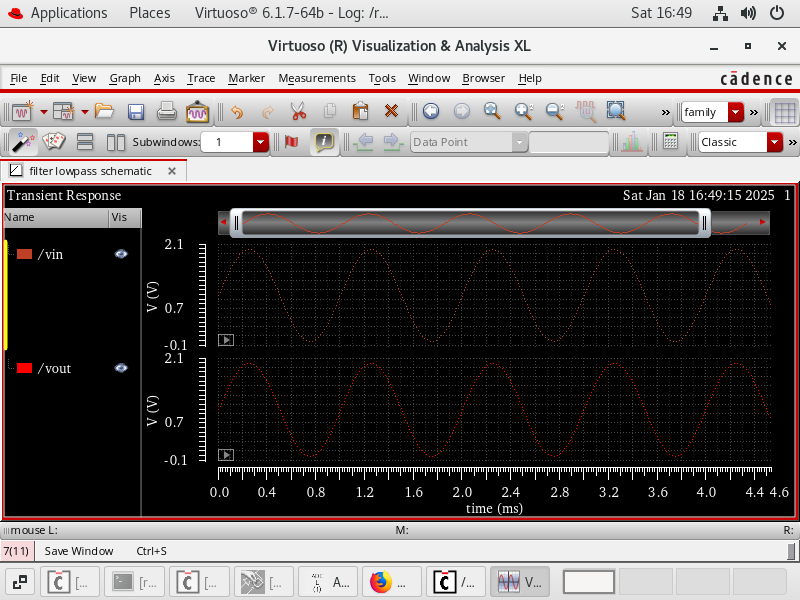 Applications Places Virtuoso® 6.1.7-64b - Log: /r... Sat 16:49
Virtuoso (R) Visualization & Analysis XL
File Edit View Graph Axis Trace Marker Measurements Tools Window Browser Help cādence
» family »
Subwindows: 1 Data Point Classic »
filter lowpass schematic
Transient Response Sat Jan 18 16:49:15 2025 1
Name Vis
/vin
2.1
V (V) 0.7
-0.1
/vout
2.1
V (V) 0.7
-0.1
0.0 0.4 0.8 1.2 1.6 2.0 2.4 2.8 3.2 3.6 4.0 4.4 4.6
time (ms)
mouse L: M: R:
7(11) Save Window Ctrl+S
[... [r... [... [... A... ... /... V...